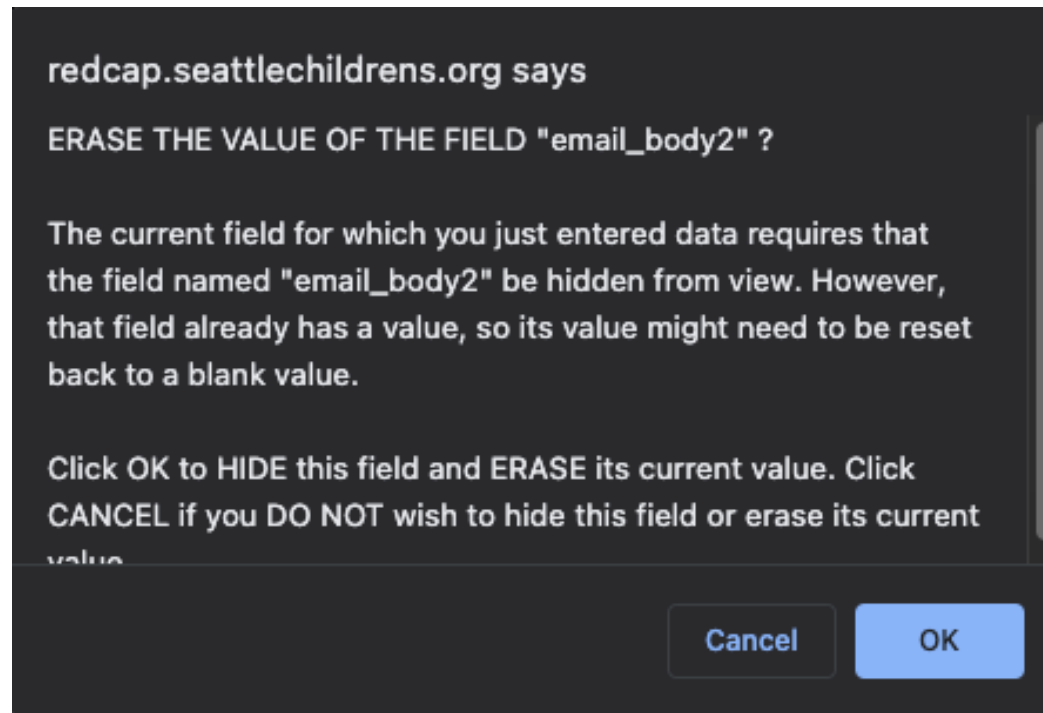 redcap.seattlechildrens.org says
ERASE THE VALUE OF THE FIELD "email_body2" ?
The current field for which you just entered data requires that
the field named "email_body2" be hidden from view. However,
that field already has a value, so its value might need to be reset
back to a blank value.
Click OK to HIDE this field and ERASE its current value. Click
CANCEL if you DO NOT wish to hide this field or erase its current
value
Cancel
OK